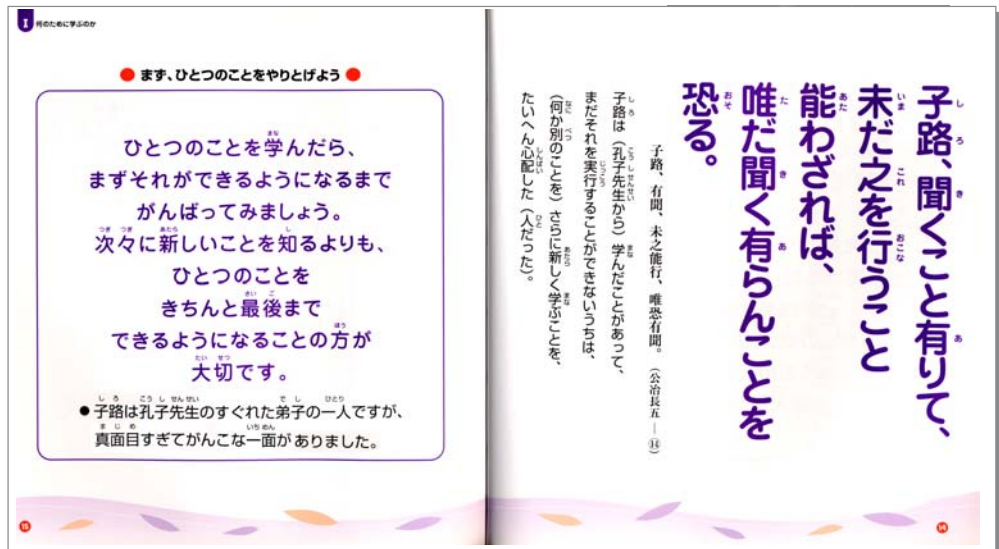 子路、聞くこと有りて、
未だ之を行うこと
能わざれば、
唯だ聞く有らんことを
恐る。
子路、有聞、未之能行、唯恐有聞。(公冶長五―⑭)
子路は(孔子先生から)学んだことがあって、
まだそれを実行することができないうちは、
(何か別のことを)さらに新しく学ぶことを、
たいへん心配した(人だった)。
14
I 何のために学ぶのか
● まず、ひとつのことをやりとげよう ●
ひとつのことを学んだら、
まずそれができるようになるまで
がんばってみましょう。
次々に新しいことを知るよりも、
ひとつのことを
きちんと最後まで
できるようになることの方が
大切です。
●子路は孔子先生のすぐれた弟子の一人ですが、
真面目すぎてがんこな一面がありました。
15